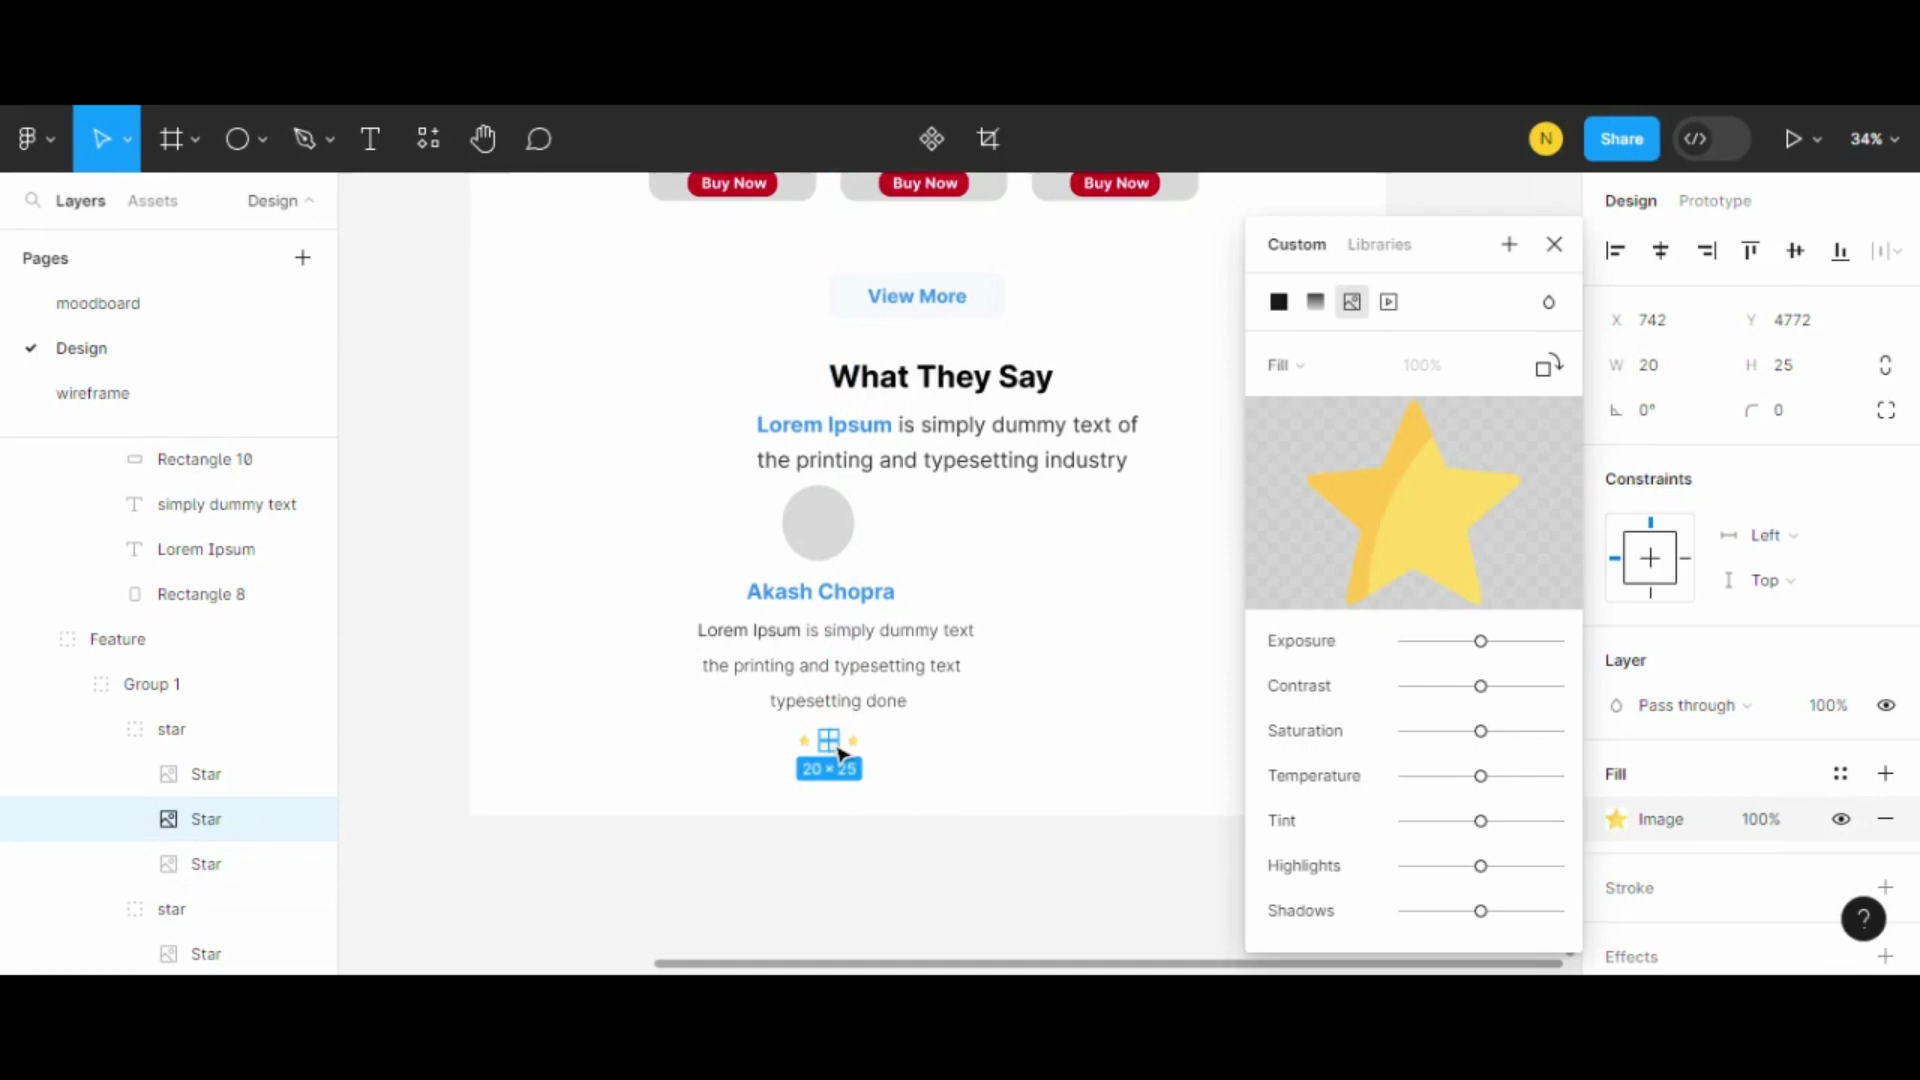 N
Share
34%
Layers
Assets
Design
Pages
moodboard
Design
wireframe
Rectangle 10
simply dummy text
Lorem Ipsum
Rectangle 8
Feature
Group 1
star
Star
Star
Star
star
Star
Buy Now
Buy Now
Buy Now
View More
What They Say
Lorem Ipsum is simply dummy text of
the printing and typesetting industry
Akash Chopra
Lorem Ipsum is simply dummy text
the printing and typesetting text
typesetting done
20 × 25
Custom
Libraries
Fill
100%
Exposure
Contrast
Saturation
Temperature
Tint
Highlights
Shadows
Design
Prototype
X 742
Y 4772
W 20
H 25
0°
0
Constraints
Left
Top
Layer
Pass through
100%
Fill
Image
100%
Stroke
?
Effects